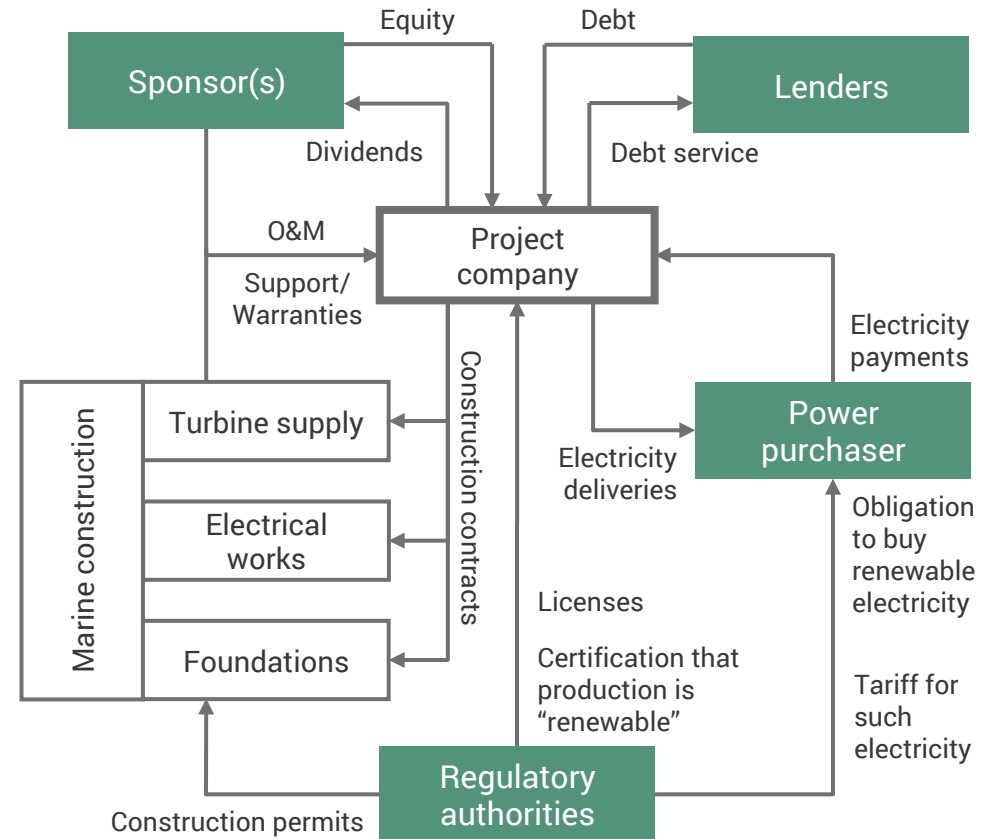 Equity
Debt
Sponsor(s)
Lenders
Dividends
Debt service
O&M
Project
company
Support/
Warranties
Electricity
payments
Construction contracts
Marine construction
Turbine supply
Power
purchaser
Electricity
deliveries
Electrical
works
Obligation
to buy
renewable
electricity
Licenses
Foundations
Certification that
production is
“renewable”
Tariff for
such
electricity
Regulatory
authorities
Construction permits